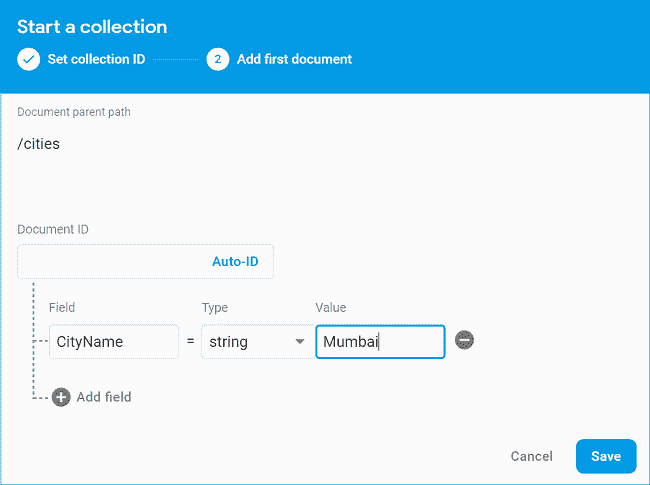 Start a collection
Set collection ID 2 Add first document
Document parent path
/cities
Document ID
Auto-ID
Field Type Value
CityName = string Mumbai
Add field
Cancel Save